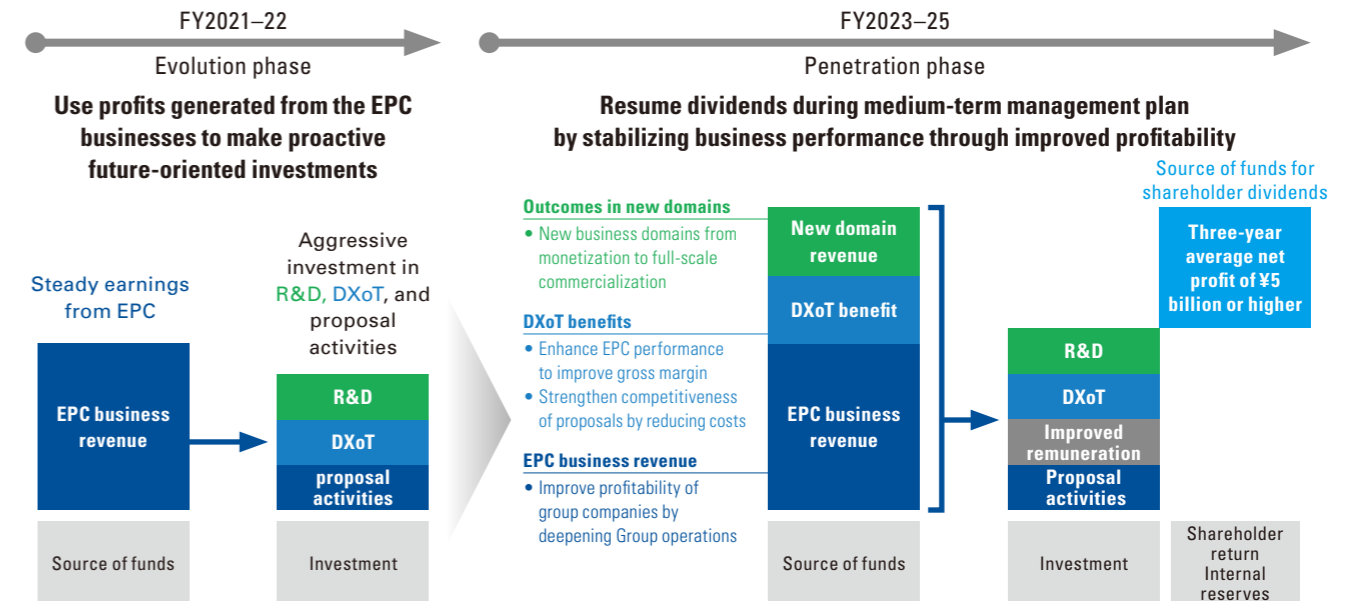 FY2021–22
Evolution phase
Use profits generated from the EPC
businesses to make proactive
future-oriented investments
Steady earnings
from EPC
EPC business
revenue
Source of funds
Aggressive
investment in
R&D, DXoT, and
proposal
activities
R&D
DXoT
proposal
activities
Investment
FY2023–25
Penetration phase
Resume dividends during medium-term management plan
by stabilizing business performance through improved profitability
Outcomes in new domains
• New business domains from
monetization to full-scale
commercialization
DXoT benefits
• Enhance EPC performance
to improve gross margin
• Strengthen competitiveness
of proposals by reducing costs
EPC business revenue
• Improve profitability of
group companies by
deepening Group operations
New domain
revenue
DXoT benefit
EPC business
revenue
Source of funds
R&D
DXoT
Improved
remuneration
Proposal
activities
Investment
Source of funds for
shareholder dividends
Three-year
average net
profit of ¥5
billion or higher
Shareholder
return
Internal
reserves